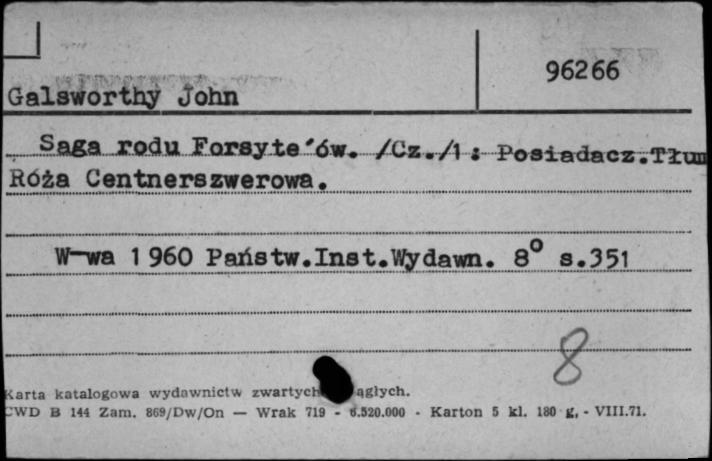 96266
Galsworthy John
Saga rodu Forsyte´ów. /Cz./1 : Posiadacz.Tłum
Róża Centnerszwerowa.
W-wa 1960 Państw.Inst.Wydawn. 8° s.351
8
Karta katalogowa wydawnictw zwartych
CWD B 144 Zam. 869/Dw/On — Wrak 719 - 6.520.000 - Karton 5 kl. 180 g. - VIII.71.